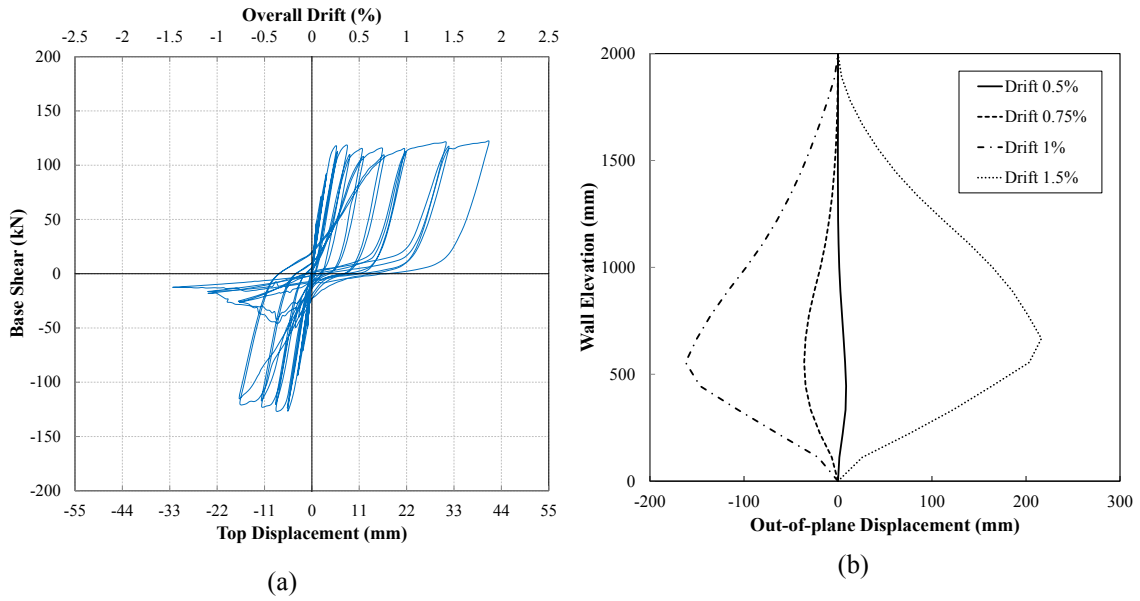 Overall Drift (%)
-2.5 -2 -1.5 -1 -0.5 0 0.5 1 1.5 2 2.5
200
150
100
50
0
-50
-100
-150
-200
Base Shear (kN)
-55 -44 -33 -22 -11 0 11 22 33 44 55
Top Displacement (mm)
(a)
2000
1500
1000
500
0
Wall Elevation (mm)
Drift 0.5%
Drift 0.75%
Drift 1%
Drift 1.5%
-200 -100 0 100 200 300
Out-of-plane Displacement (mm)
(b)